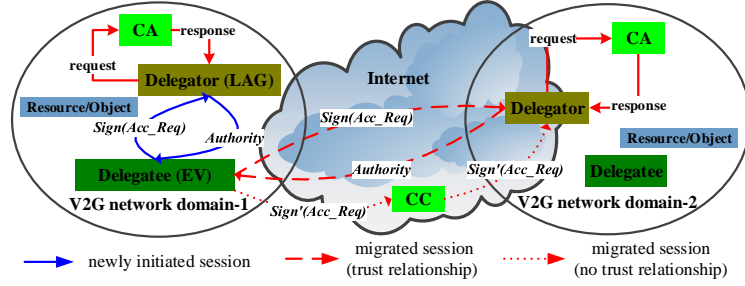 CA
response
request
Delegator (LAG)
Resource/Object
Sign(Acc_Req)
Authority
Delegatee (EV)
V2G network domain-1
Internet
Sign(Acc_Req)
Authority
Sign'(Acc_Req)
CC
Sign'(Acc_Req)
request
CA
response
Delegator
Resource/Object
Delegatee
V2G network domain-2
newly initiated session
migrated session
(trust relationship)
migrated session
(no trust relationship)